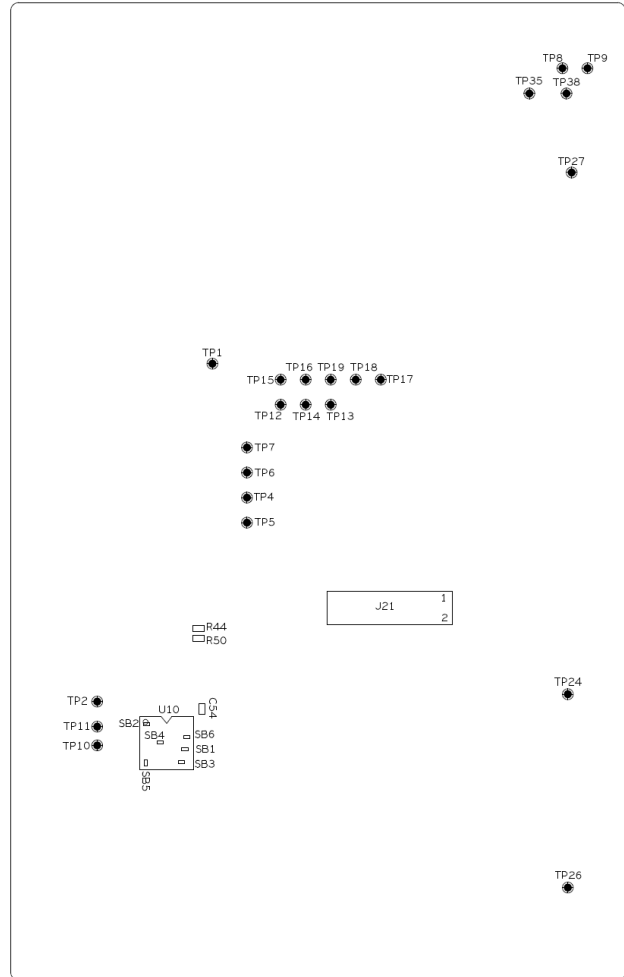 TP8 TP9
TP35 TP38
TP27
TP1
TP15 TP16 TP19 TP18 TP17
TP12 TP14 TP13
TP7
TP6
TP4
TP5
J21
1
2
R44
R50
TP2
TP11
TP10
U10
C54
SB2
SB4
SB6
SB1
SB3
SB5
TP24
TP26